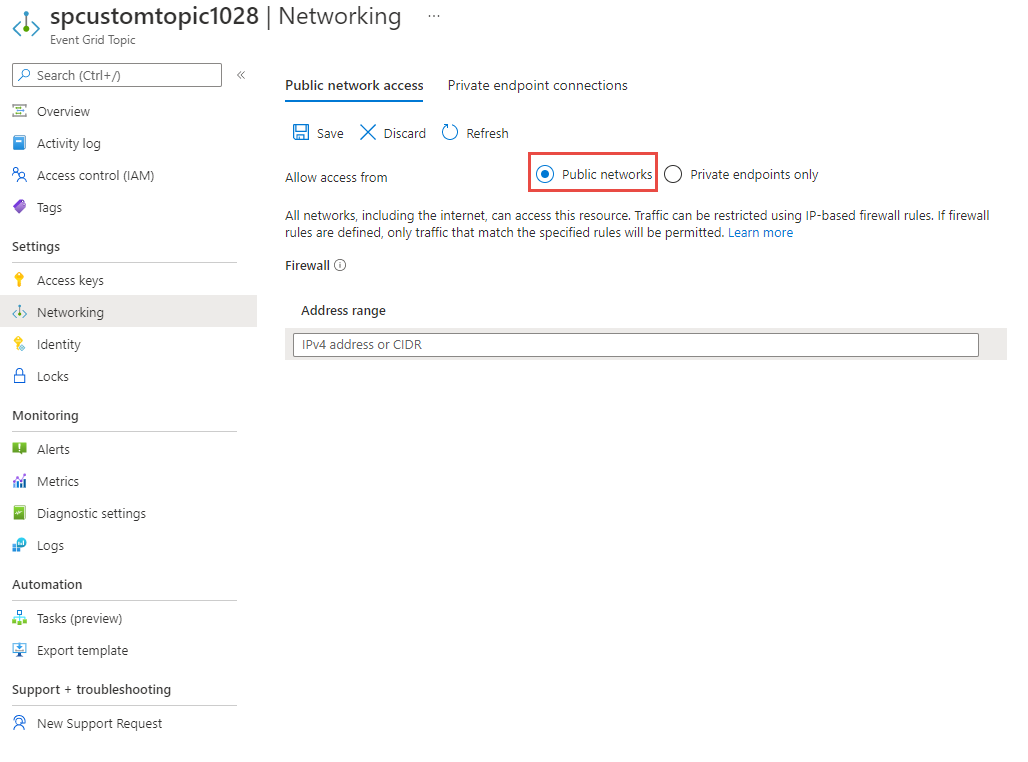 spcustomtopic1028 | Networking ...
Event Grid Topic
Search (Ctrl+/)
«
Overview
Activity log
Access control (IAM)
Tags
Settings
Access keys
Networking
Identity
Locks
Monitoring
Alerts
Metrics
Diagnostic settings
Logs
Automation
Tasks (preview)
Export template
Support + troubleshooting
New Support Request
Public network access Private endpoint connections
Save Discard Refresh
Allow access from Public networks Private endpoints only
All networks, including the internet, can access this resource. Traffic can be restricted using IP-based firewall rules. If firewall
rules are defined, only traffic that match the specified rules will be permitted. Learn more
Firewall
Address range
IPv4 address or CIDR